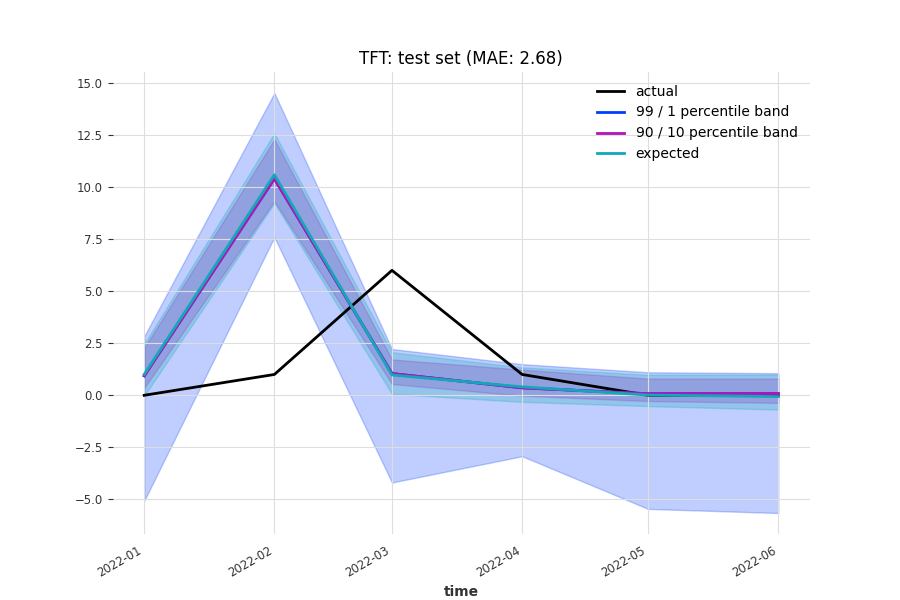 TFT: test set (MAE: 2.68)
actual
99 / 1 percentile band
90 / 10 percentile band
expected
15.0
12.5
10.0
7.5
5.0
2.5
0.0
−2.5
−5.0
2022-01
2022-02
2022-03
2022-04
2022-05
2022-06
time